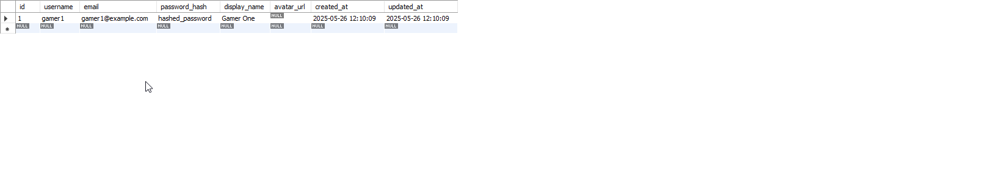 id username email password_hash display_name avatar_url created_at updated_at
1 gamer1 gamer1@example.com hashed_password Gamer One NULL 2025-05-26 12:10:09 2025-05-26 12:10:09
NULL NULL NULL NULL NULL NULL NULL NULL